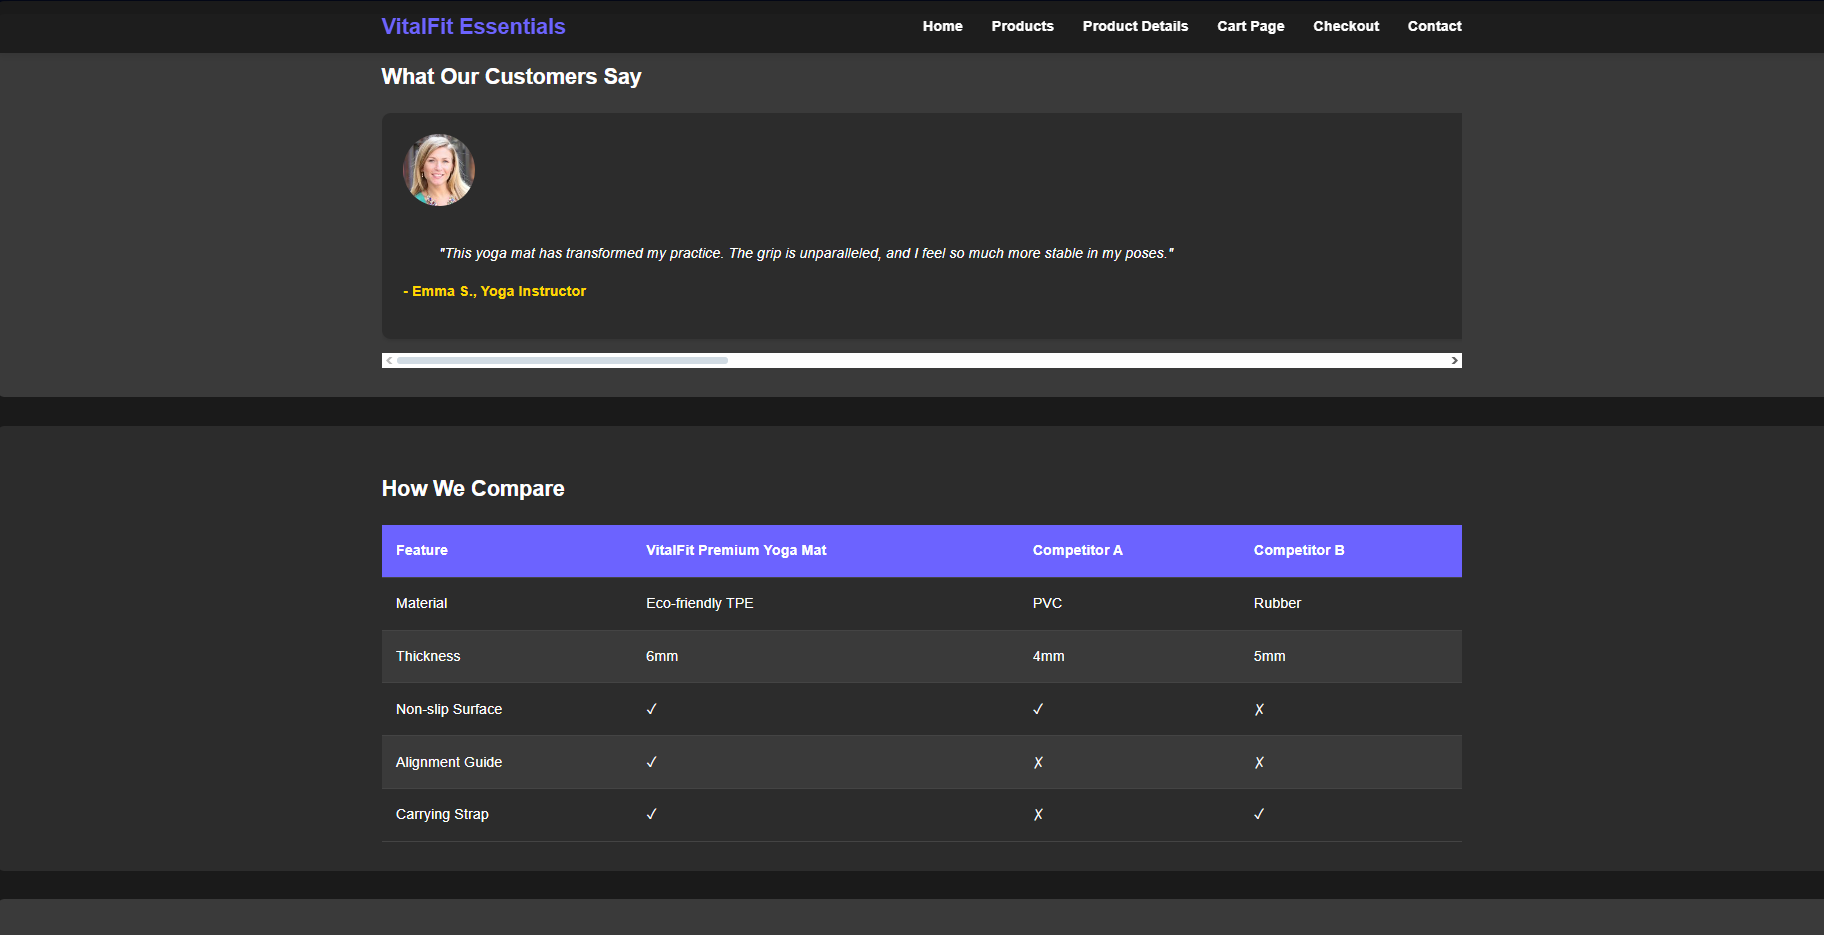 VitalFit Essentials Home Products Product Details Cart Page Checkout Contact
What Our Customers Say
"This yoga mat has transformed my practice. The grip is unparalleled, and I feel so much more stable in my poses."
- Emma S., Yoga Instructor
How We Compare
Feature VitalFit Premium Yoga Mat Competitor A Competitor B
Material Eco-friendly TPE PVC Rubber
Thickness 6mm 4mm 5mm
Non-slip Surface ✓ ✓ ✗
Alignment Guide ✓ ✗ ✗
Carrying Strap ✓ ✗ ✓